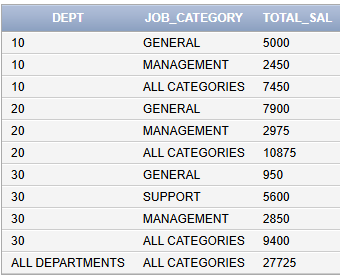 DEPT JOB_CATEGORY TOTAL_SAL
10 GENERAL 5000
10 MANAGEMENT 2450
10 ALL CATEGORIES 7450
20 GENERAL 7900
20 MANAGEMENT 2975
20 ALL CATEGORIES 10875
30 GENERAL 950
30 SUPPORT 5600
30 MANAGEMENT 2850
30 ALL CATEGORIES 9400
ALL DEPARTMENTS ALL CATEGORIES 27725